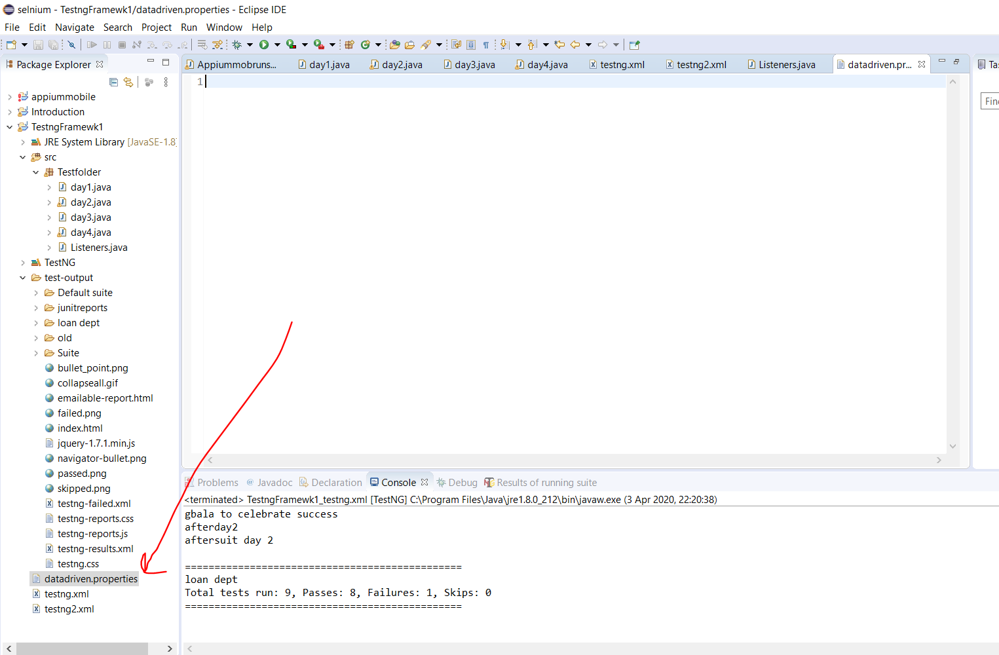 selnium - TestngFramewk1/datadriven.properties - Eclipse IDE
File Edit Navigate Search Project Run Window Help
Package Explorer
Appiummobruns... day1.java day2.java day3.java day4.java testng.xml testng2.xml Listeners.java datadriven.pr... Ta
1
Find
appiummobile
Introduction
TestngFramewk1
JRE System Library [JavaSE-1.8]
src
Testfolder
day1.java
day2.java
day3.java
day4.java
Listeners.java
TestNG
test-output
Default suite
junitreports
loan dept
old
Suite
bullet_point.png
collapseall.gif
emailable-report.html
failed.png
index.html
jquery-1.7.1.min.js
navigator-bullet.png
passed.png
skipped.png
testng-failed.xml
testng-reports.css
testng-reports.js
testng-results.xml
testng.css
datadriven.properties
testng.xml
testng2.xml
Problems @ Javadoc Declaration Console Debug Results of running suite
<terminated> TestngFramewk1_testng.xml [TestNG] C:\Program Files\Java\jre1.8.0_212\bin\javaw.exe (3 Apr 2020, 22:20:38)
gbala to celebrate success
afterday2
aftersuit day 2
===============================================
loan dept
Total tests run: 9, Passes: 8, Failures: 1, Skips: 0
===============================================